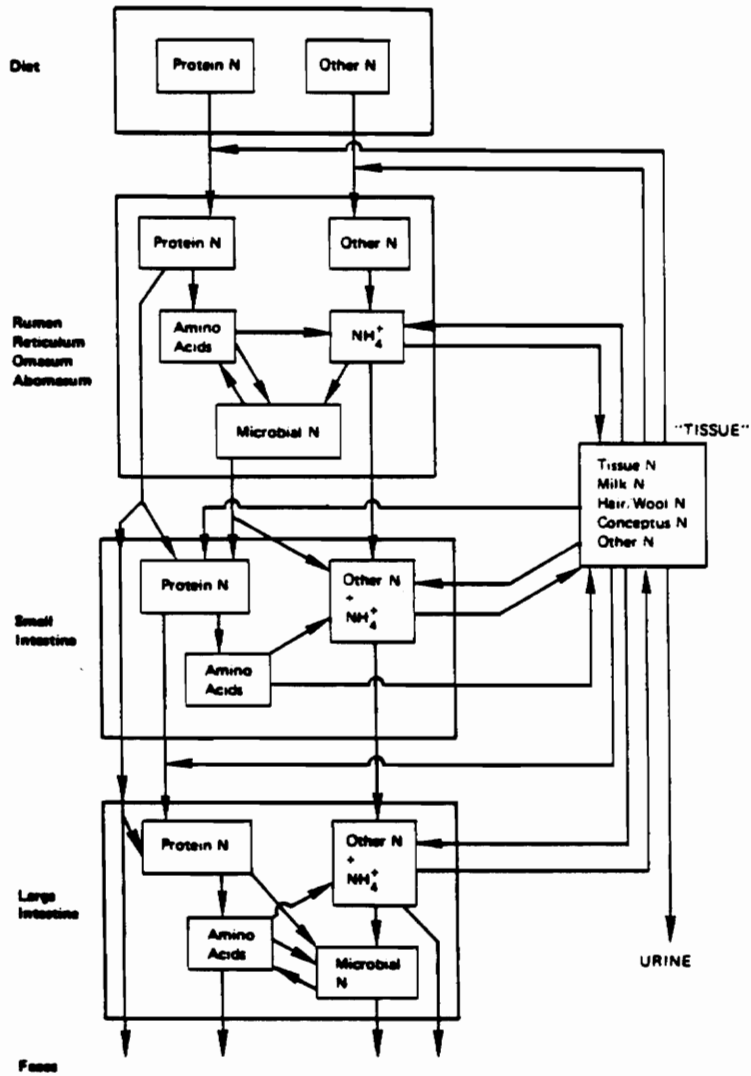 Diet
Protein N
Other N
Protein N
Other N
Rumen
Reticulum
Omasum
Abomasum
Amino
Acids
NH4+
Microbial N
"TISSUE"
Tissue N
Milk N
Hair/Wool N
Conceptus N
Other N
Small
Intestine
Protein N
Other N
+
NH4+
Amino
Acids
Large
Intestine
Protein N
Other N
+
NH4+
Amino
Acids
Microbial
N
URINE
Feces